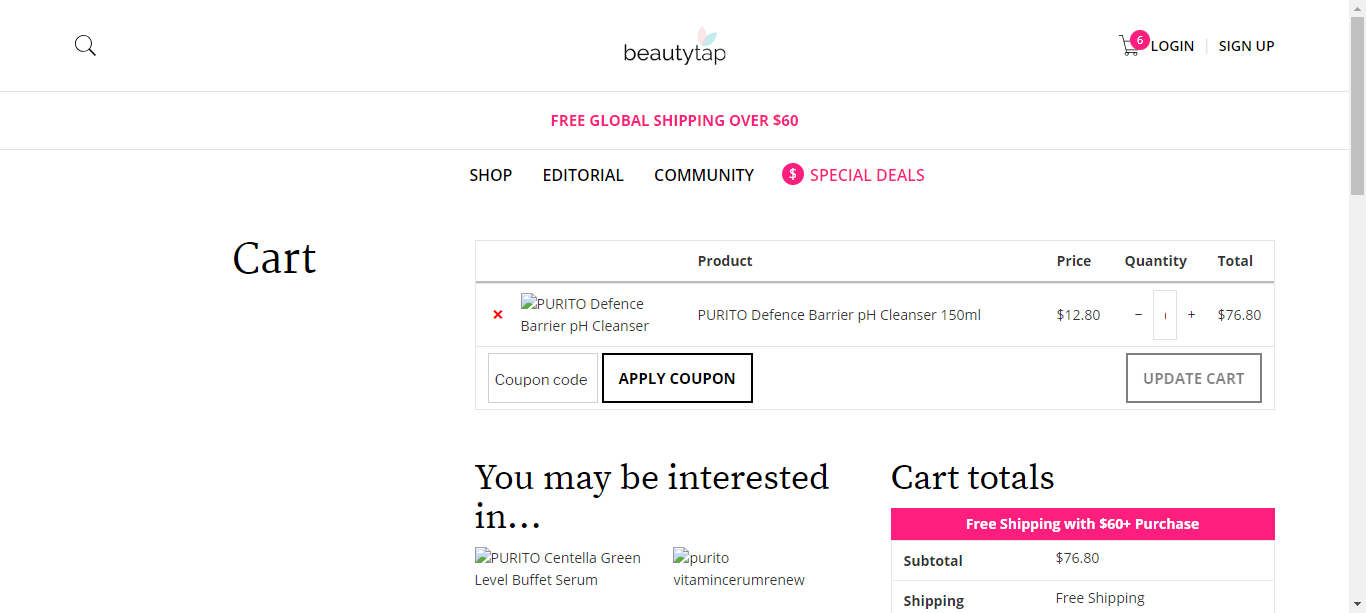 beautytap
6
LOGIN
SIGN UP
FREE GLOBAL SHIPPING OVER $60
SHOP
EDITORIAL
COMMUNITY
$
SPECIAL DEALS
Cart
Product
Price
Quantity
Total
×
PURITO Defence
Barrier pH Cleanser
PURITO Defence Barrier pH Cleanser 150ml
$12.80
−
+
$76.80
Coupon code
APPLY COUPON
UPDATE CART
You may be interested
in…
PURITO Centella Green
Level Buffet Serum
purito
vitamincerumrenew
Cart totals
Free Shipping with $60+ Purchase
Subtotal
$76.80
Shipping
Free Shipping